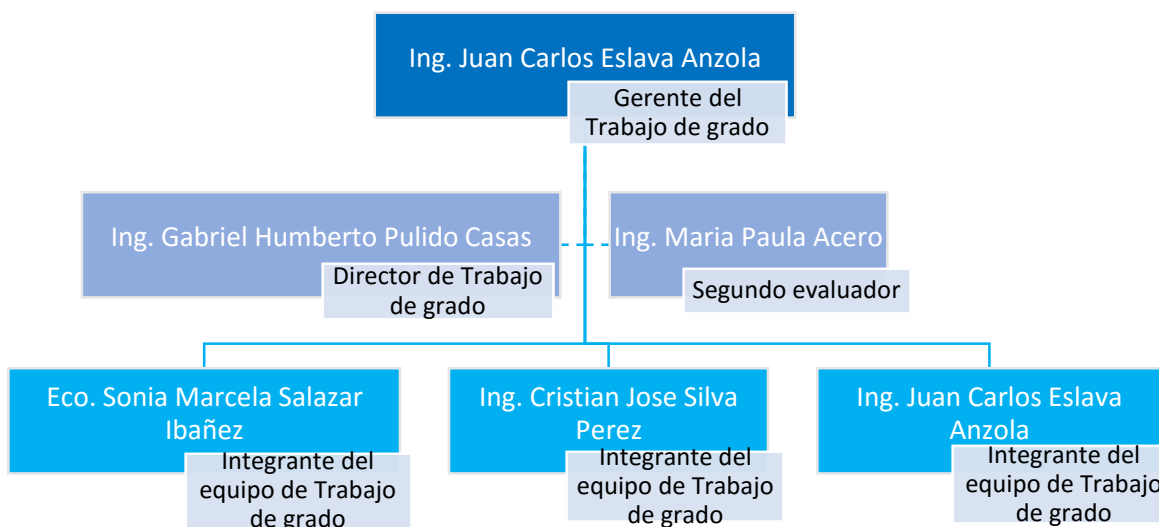 Ing. Juan Carlos Eslava Anzola
Gerente del
Trabajo de grado
Ing. Gabriel Humberto Pulido Casas
Director de Trabajo
de grado
Ing. Maria Paula Acero
Segundo evaluador
Eco. Sonia Marcela Salazar
Ibañez
Integrante del
equipo de Trabajo
de grado
Ing. Cristian Jose Silva
Perez
Integrante del
equipo de Trabajo
de grado
Ing. Juan Carlos Eslava
Anzola
Integrante del
equipo de Trabajo
de grado